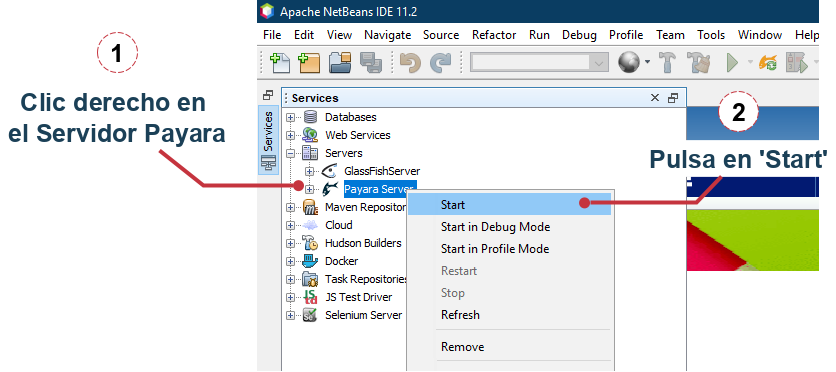 Apache NetBeans IDE 11.2
File Edit View Navigate Source Refactor Run Debug Profile Team Tools Window Help
1
Clic derecho en
el Servidor Payara
Services
Services
Databases
Web Services
Servers
GlassFishServer
Payara Server
Maven Repositor
Cloud
Hudson Builders
Docker
Task Repositories
JS Test Driver
Selenium Server
Start
Start in Debug Mode
Start in Profile Mode
Restart
Stop
Refresh
Remove
2
Pulsa en 'Start'